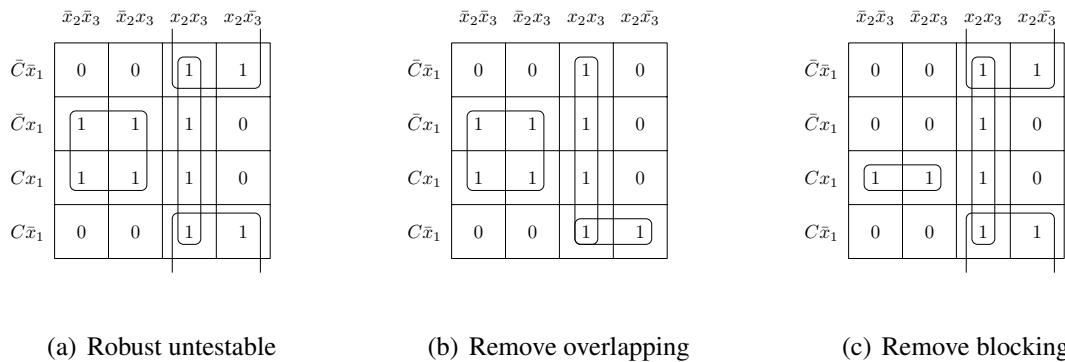 x̄₂x̄₃ x̄₂x₃ x₂x₃ x₂x̄₃
C̄x̄₁ 0 0 1 1
C̄x₁ 1 1 1 0
Cx₁ 1 1 1 0
Cx̄₁ 0 0 1 1
(a) Robust untestable
x̄₂x̄₃ x̄₂x₃ x₂x₃ x₂x̄₃
C̄x̄₁ 0 0 1 0
C̄x₁ 1 1 1 0
Cx₁ 1 1 1 0
Cx̄₁ 0 0 1 1
(b) Remove overlapping
x̄₂x̄₃ x̄₂x₃ x₂x₃ x₂x̄₃
C̄x̄₁ 0 0 1 1
C̄x₁ 0 0 1 0
Cx₁ 1 1 1 0
Cx̄₁ 0 0 1 1
(c) Remove blocking